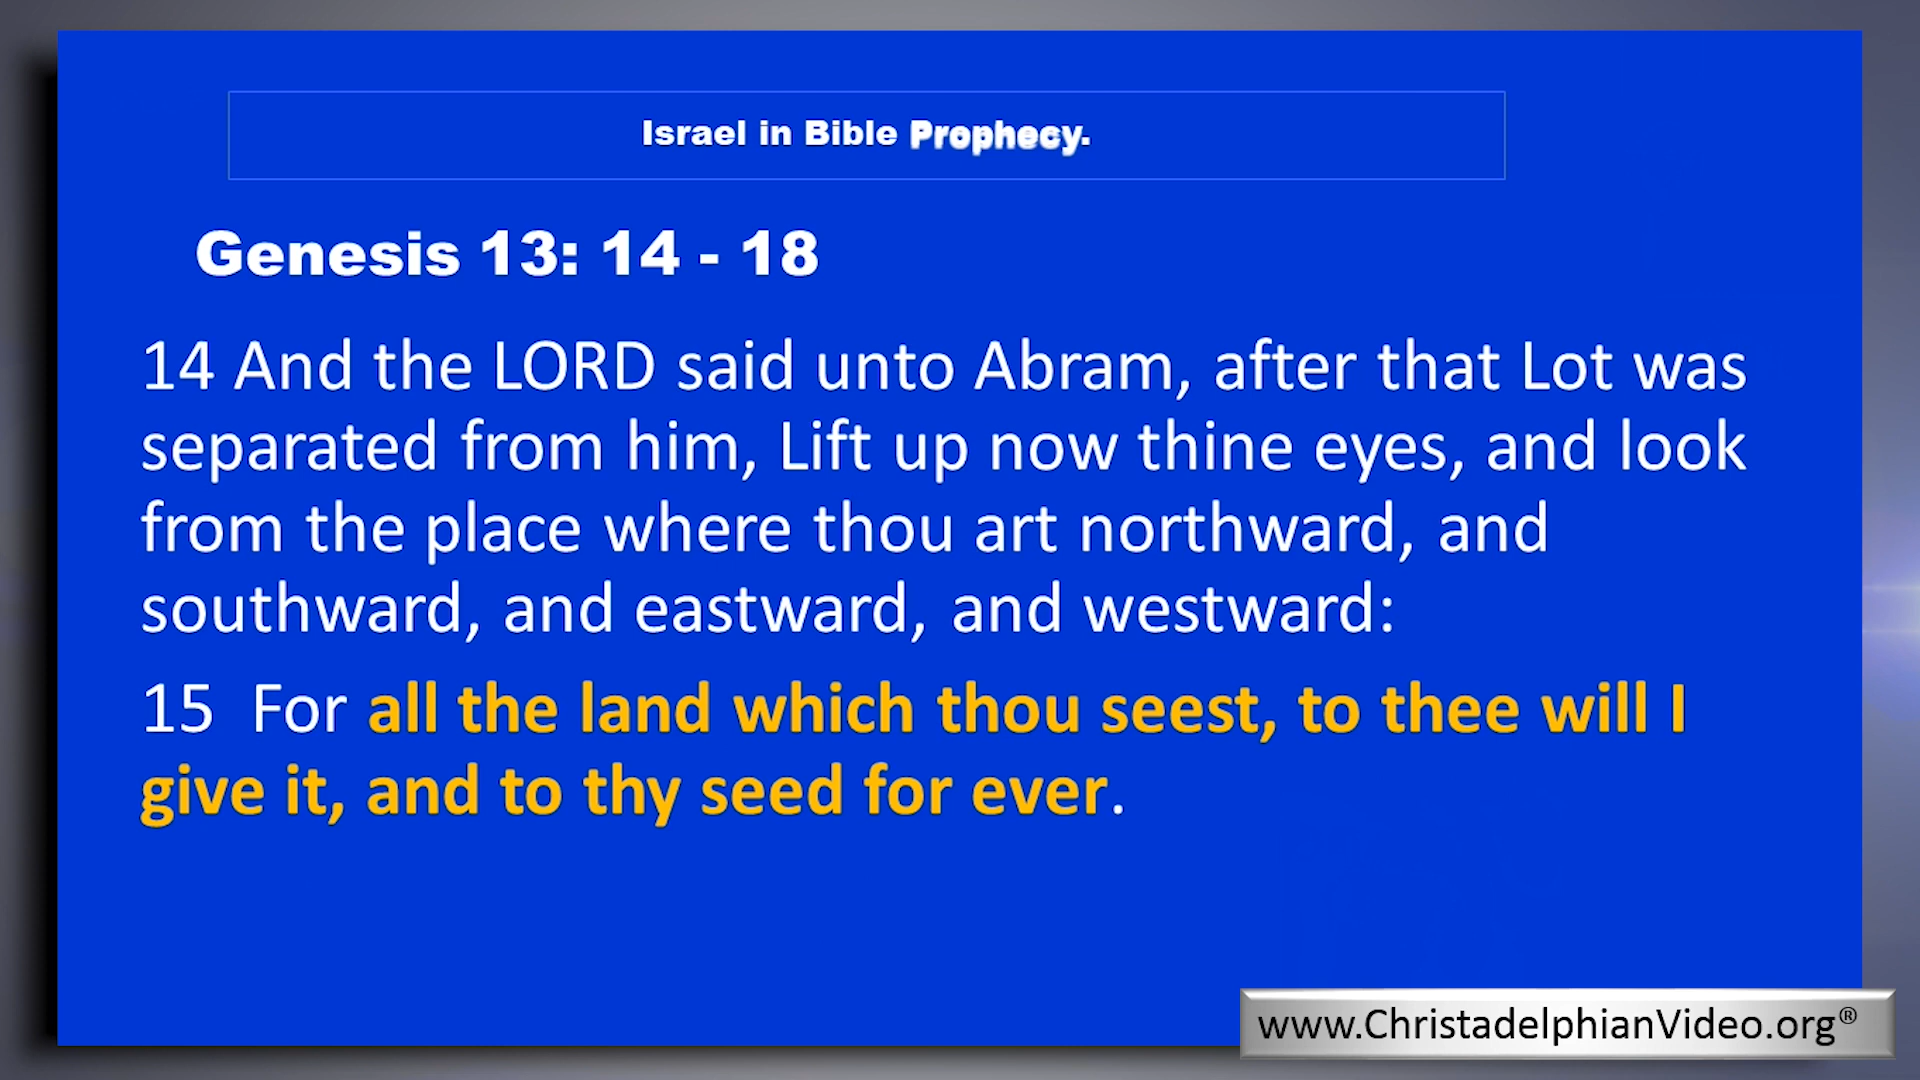 Israel in Bible Prophecy.
Genesis 13: 14 - 18
14 And the LORD said unto Abram, after that Lot was
separated from him, Lift up now thine eyes, and look
from the place where thou art northward, and
southward, and eastward, and westward:
15 For all the land which thou seest, to thee will I
give it, and to thy seed for ever.
www.ChristadelphianVideo.org®